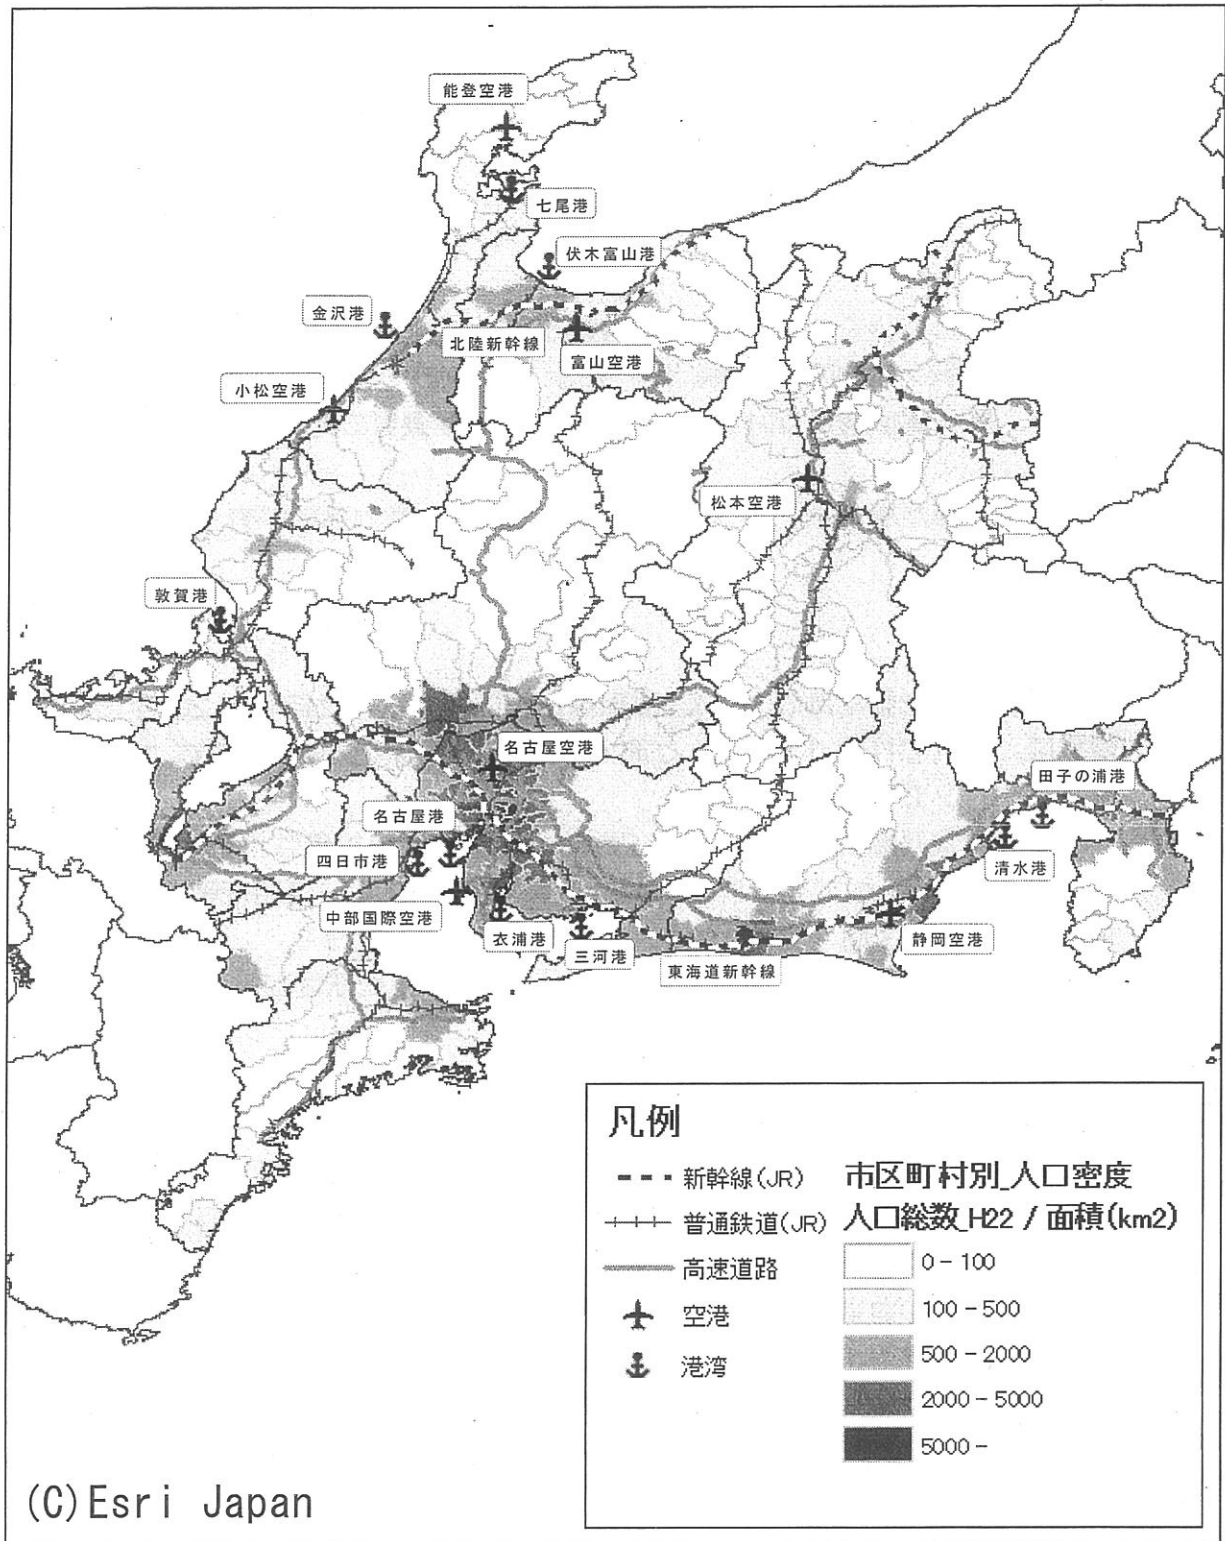 能登空港
七尾港
伏木富山港
金沢港
北陸新幹線
富山空港
小松空港
松本空港
敦賀港
名古屋空港
田子の浦港
名古屋港
四日市港
清水港
中部国際空港
衣浦港
三河港
東海道新幹線
静岡空港
凡例
新幹線(JR)
普通鉄道(JR)
高速道路
空港
港湾
市区町村別_人口密度
人口総数_H22 / 面積(km2)
0 - 100
100 - 500
500 - 2000
2000 - 5000
5000 -
(C)Esri Japan